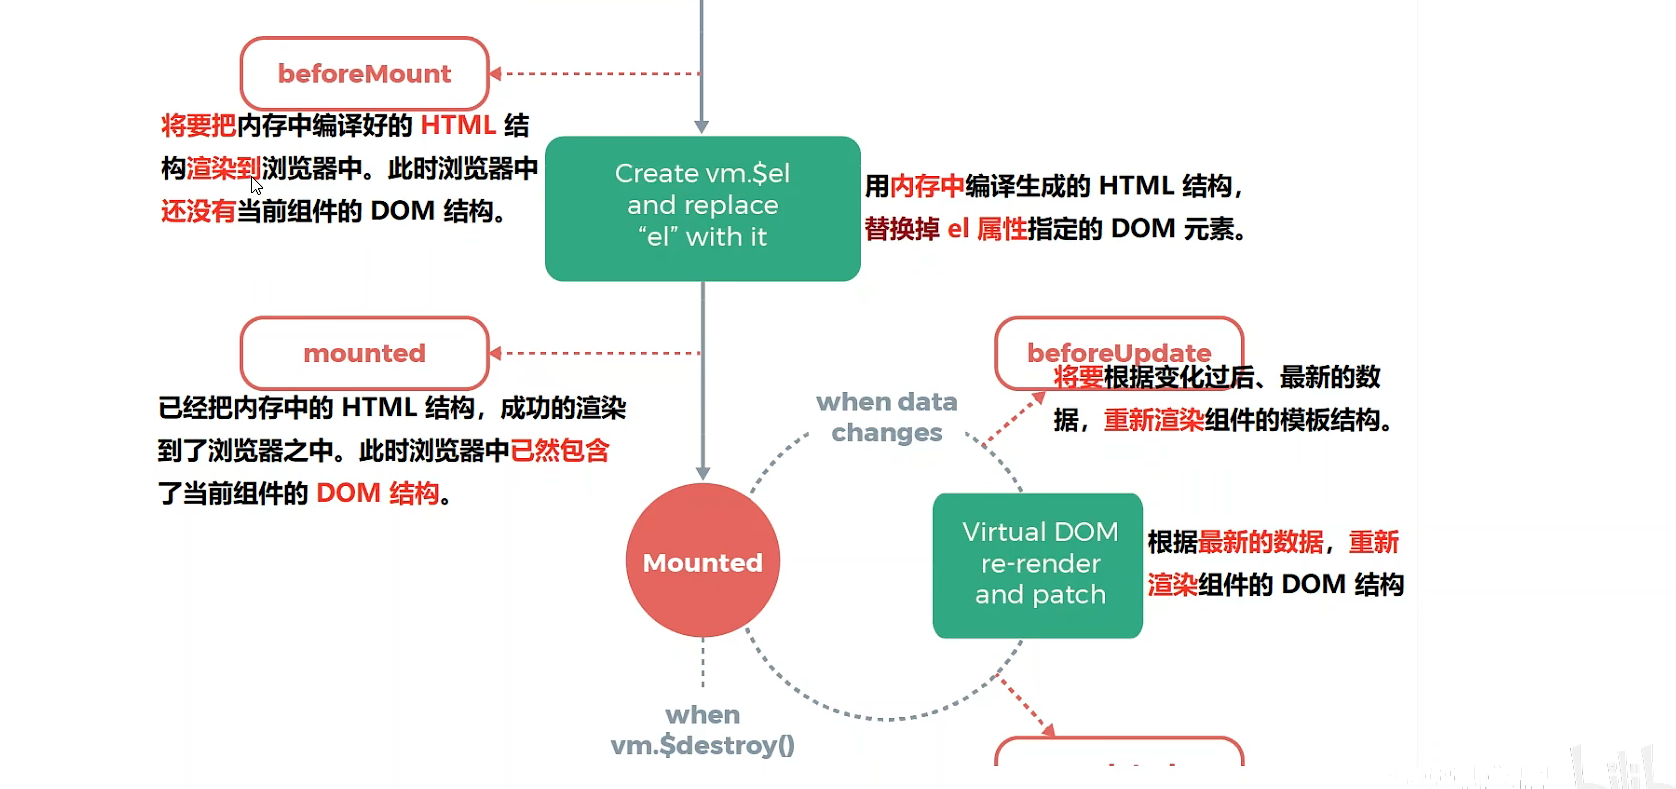 beforeMount
将要把内存中编译好的 HTML 结
构渲染到浏览器中。此时浏览器中
还没有当前组件的 DOM 结构。
Create vm.$el
and replace
“el” with it
用内存中编译生成的 HTML 结构，
替换掉 el 属性指定的 DOM 元素。
mounted
已经把内存中的 HTML 结构，成功的渲染
到了浏览器之中。此时浏览器中已然包含
了当前组件的 DOM 结构。
beforeUpdate
将要根据变化过后、最新的数
据，重新渲染组件的模板结构。
when data
changes
Mounted
Virtual DOM
re-render
and patch
根据最新的数据，重新
渲染组件的 DOM 结构
when
vm.$destroy()